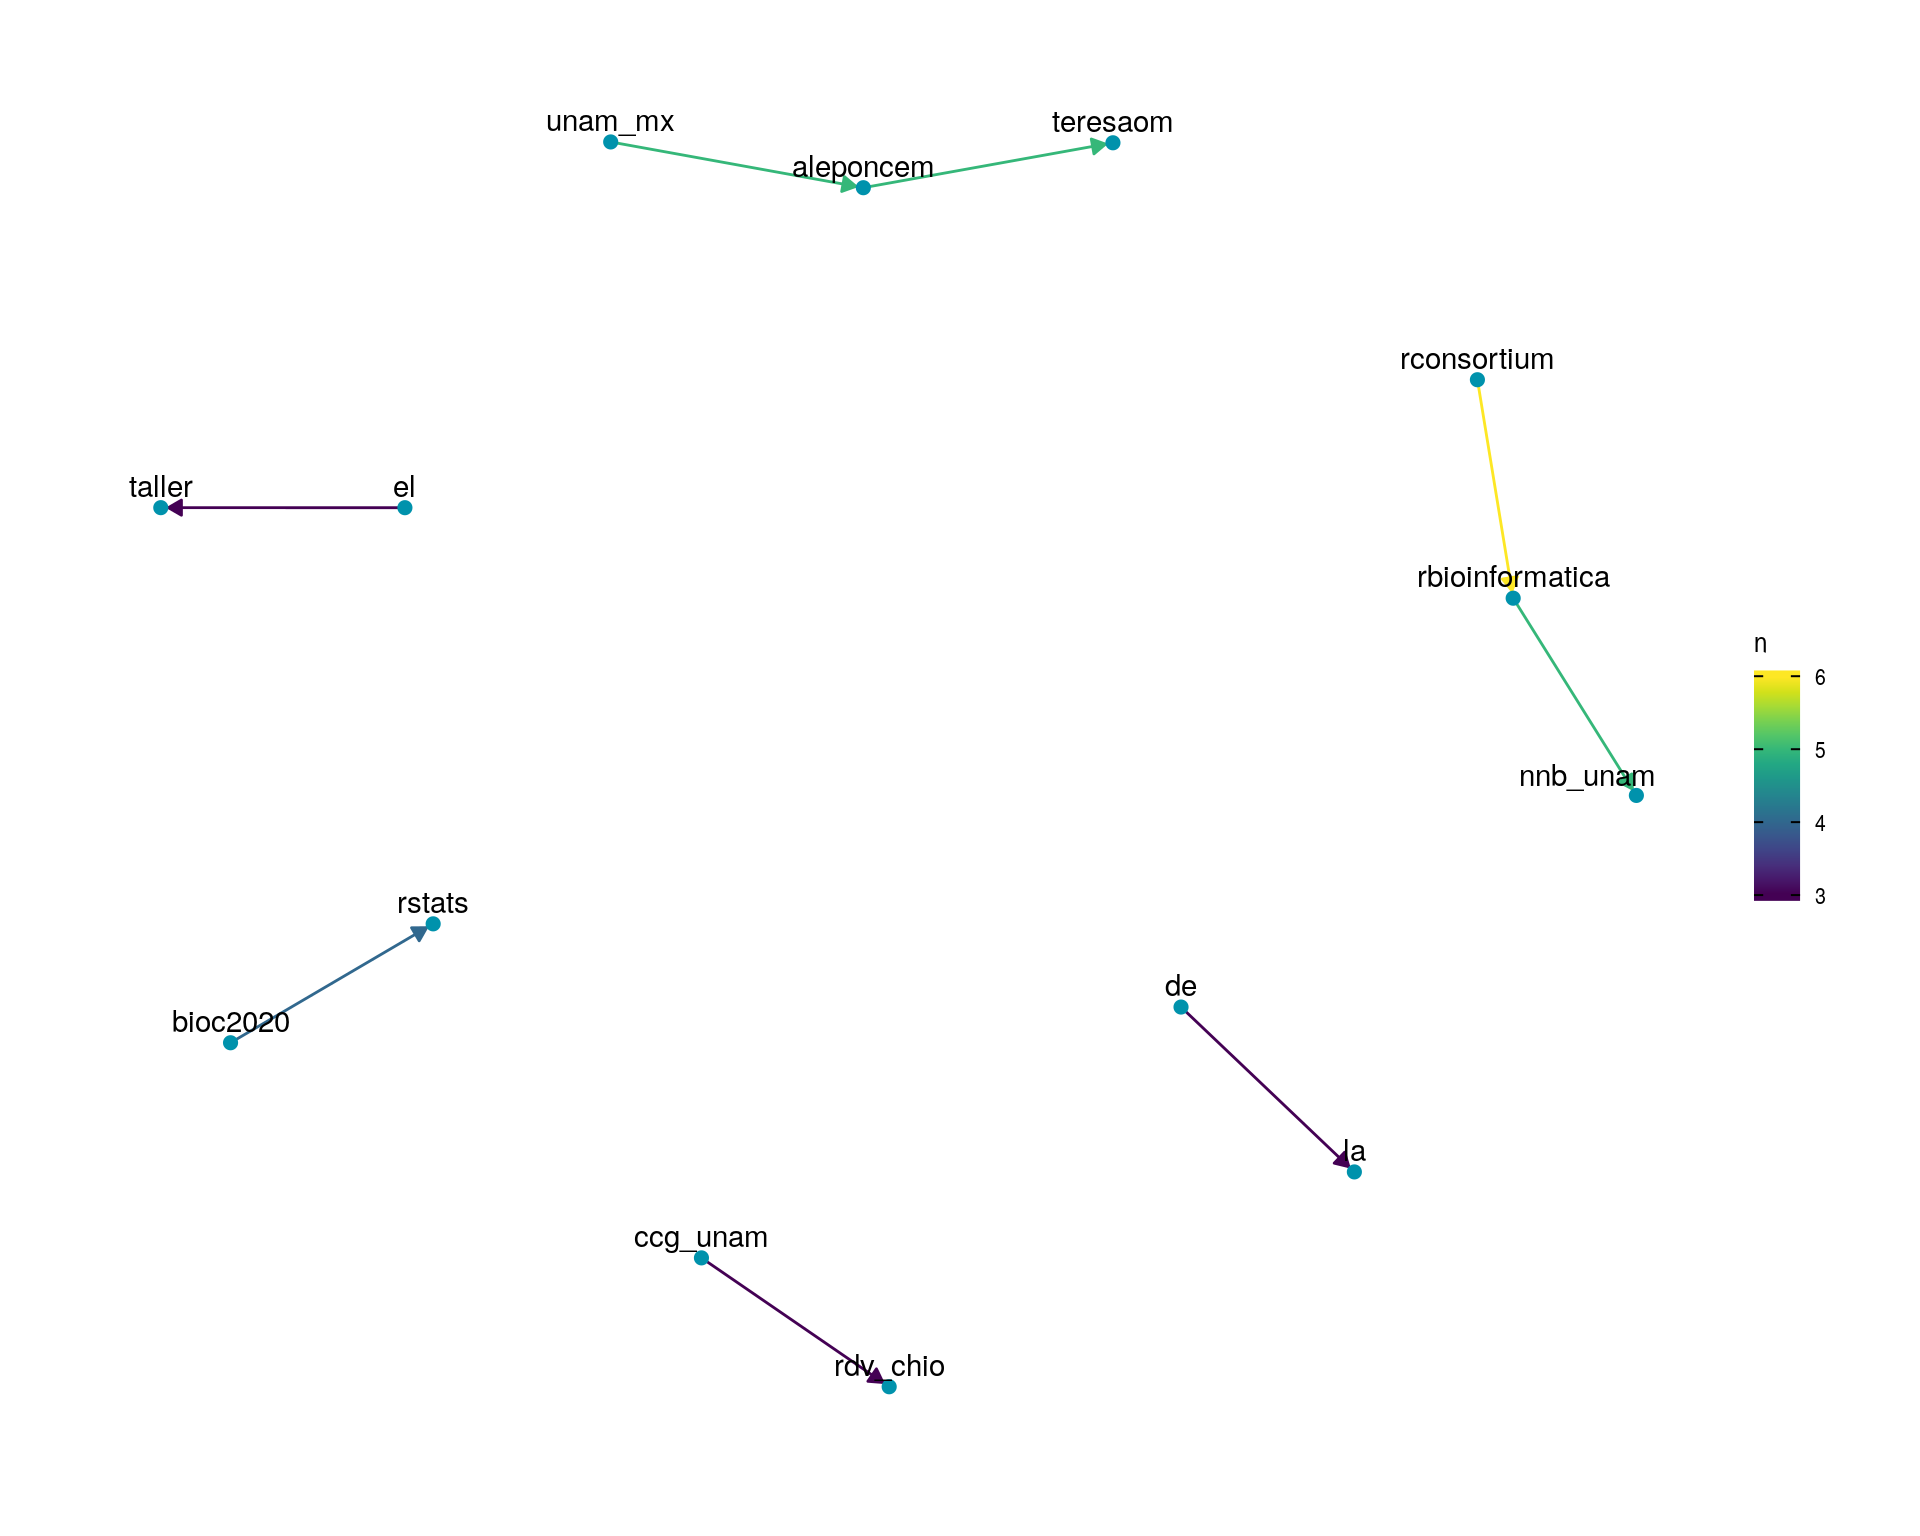 unam_mx
teresaom
aleponcem
rconsortium
taller
el
rbioinformatica
n
6
5
nnb_unam
4
3
rstats
de
bioc2020
la
ccg_unam
rdv_chio